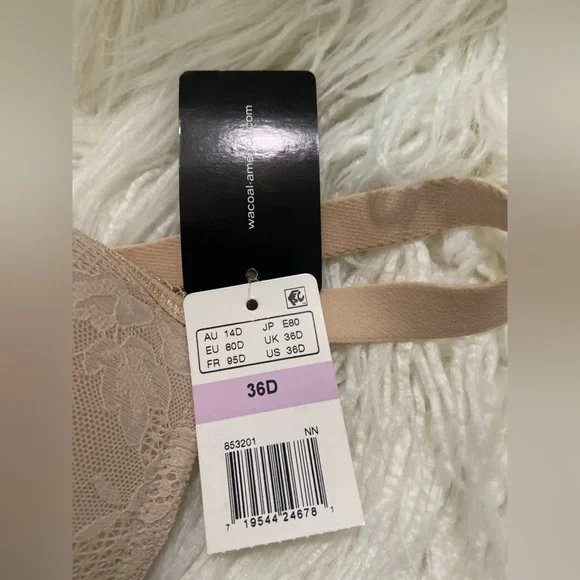 wacoal-america.com
AU 14D JP E80
EU 80D UK 36D
FR 95D US 36D
36D
853201 NN
7 19544 24678 1